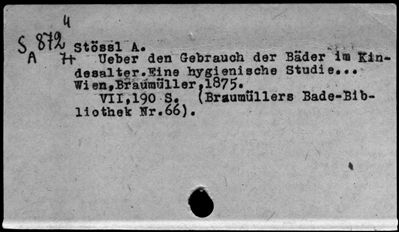 S 872 4
A H
Stössl A.
Ueber den Gebrauch der Bäder im Kin-
desalter.Eine hygienische Studie...
Wien,Braumüller,1875.
VII,190 S. (Braumüllers Bade-Bib-
liothek Nr.66).